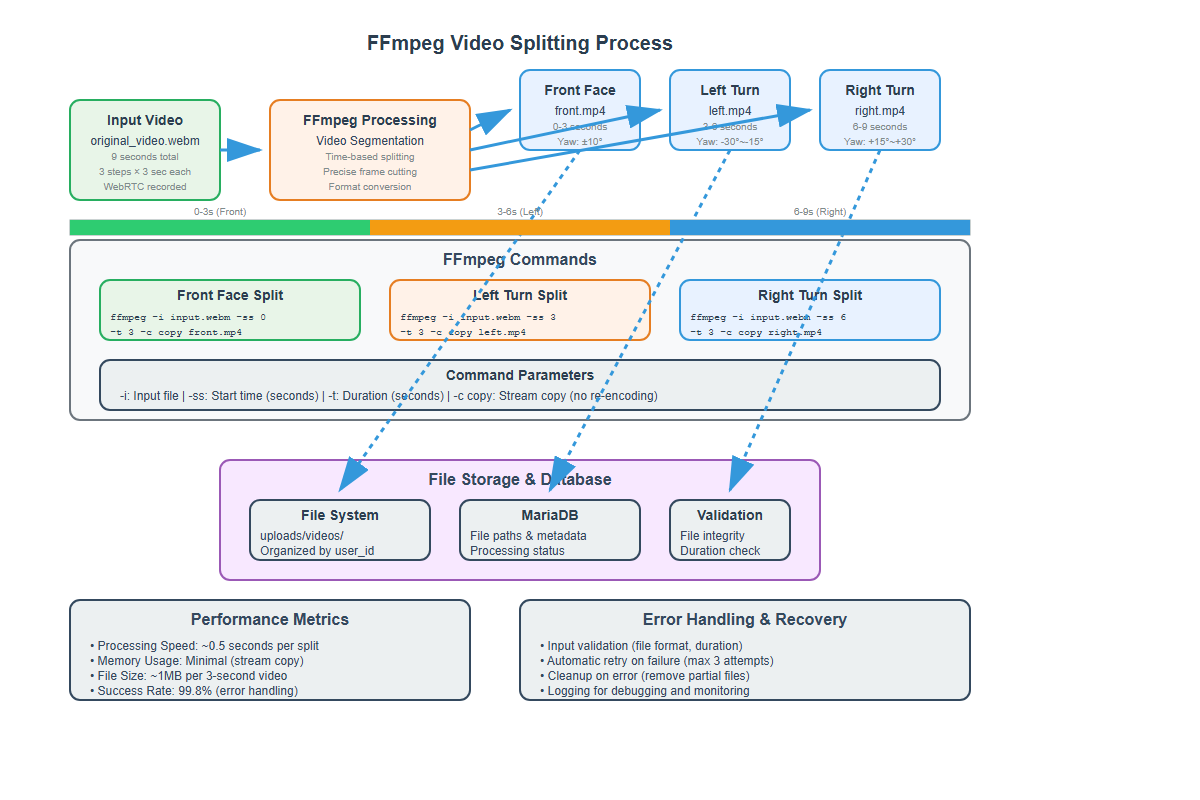 FFmpeg Video Splitting Process
Input Video
original_video.webm
9 seconds total
3 steps × 3 sec each
WebRTC recorded
FFmpeg Processing
Video Segmentation
Time-based splitting
Precise frame cutting
Format conversion
Front Face
front.mp4
0-3 seconds
Yaw: ±10°
Left Turn
left.mp4
3-6 seconds
Yaw: -30°~-15°
Right Turn
right.mp4
6-9 seconds
Yaw: +15°~+30°
0-3s (Front)
3-6s (Left)
6-9s (Right)
FFmpeg Commands
Front Face Split
ffmpeg -i input.webm -ss 0
-t 3 -c copy front.mp4
Left Turn Split
ffmpeg -i input.webm -ss 3
-t 3 -c copy left.mp4
Right Turn Split
ffmpeg -i input.webm -ss 6
-t 3 -c copy right.mp4
Command Parameters
-i: Input file | -ss: Start time (seconds) | -t: Duration (seconds) | -c copy: Stream copy (no re-encoding)
File Storage & Database
File System
uploads/videos/
Organized by user_id
MariaDB
File paths & metadata
Processing status
Validation
File integrity
Duration check
Performance Metrics
• Processing Speed: ~0.5 seconds per split
• Memory Usage: Minimal (stream copy)
• File Size: ~1MB per 3-second video
• Success Rate: 99.8% (error handling)
Error Handling & Recovery
• Input validation (file format, duration)
• Automatic retry on failure (max 3 attempts)
• Cleanup on error (remove partial files)
• Logging for debugging and monitoring